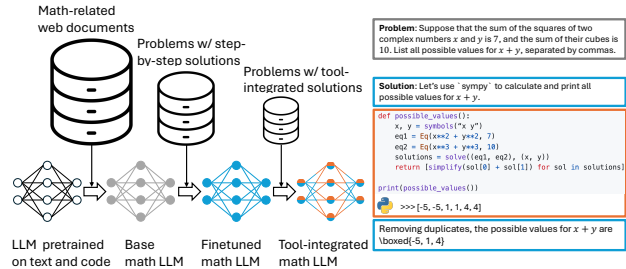 Math-related
web documents
Problems w/ step-
by-step solutions
Problems w/ tool-
integrated solutions
LLM pretrained
on text and code
Base
math LLM
Finetuned
math LLM
Tool-integrated
math LLM
Problem: Suppose that the sum of the squares of two
complex numbers x and y is 7, and the sum of their cubes is
10. List all possible values for x + y, separated by commas.
Solution: Let's use `sympy` to calculate and print all
possible values for x + y.
def possible_values():
x, y = symbols("x y")
eq1 = Eq(x**2 + y**2, 7)
eq2 = Eq(x**3 + y**3, 10)
solutions = solve((eq1, eq2), (x, y))
return [simplify(sol[0] + sol[1]) for sol in solutions]
print(possible_values())
>>> [-5, -5, 1, 1, 4, 4]
Removing duplicates, the possible values for x + y are
\boxed{-5, 1, 4}